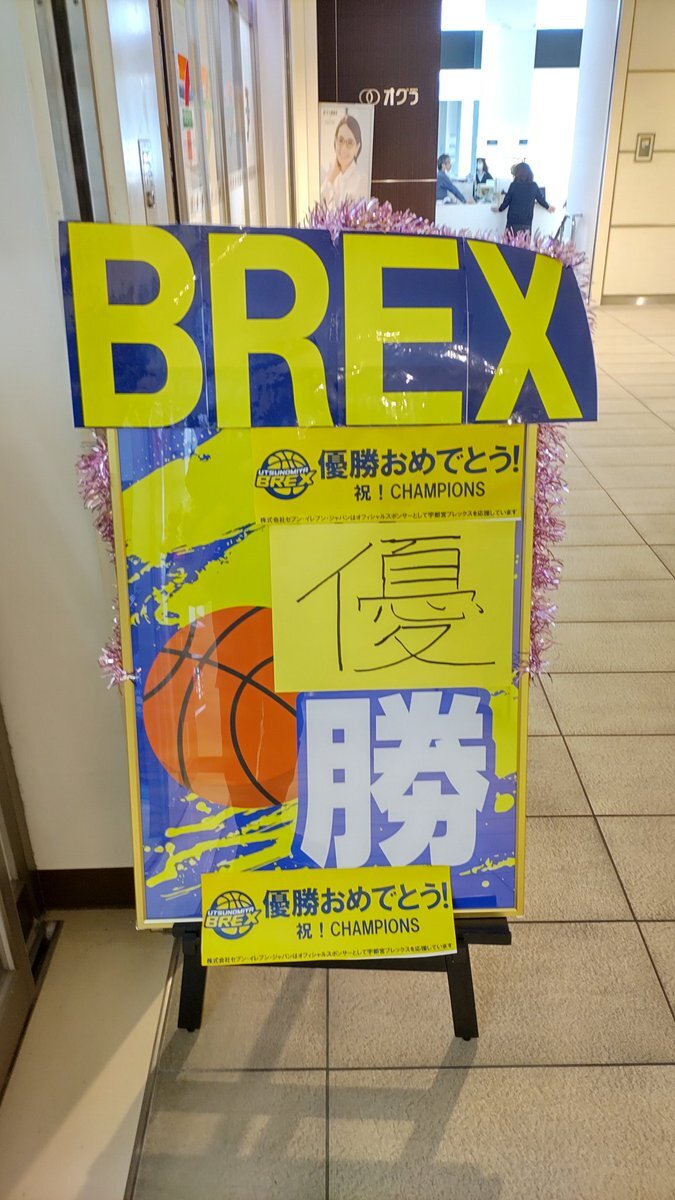 オグラ
BREX
UTSUNOMIYA
BREX
優勝おめでとう!
祝!CHAMPIONS
株式会社セブン-イレブン・ジャパンはオフィシャルスポンサーとして宇都宮ブレックスを応援しています
優
勝
UTSUNOMIYA
BREX
優勝おめでとう!
祝!CHAMPIONS
株式会社セブン-イレブン・ジャパンはオフィシャルスポンサーとして宇都宮ブレックスを応援しています